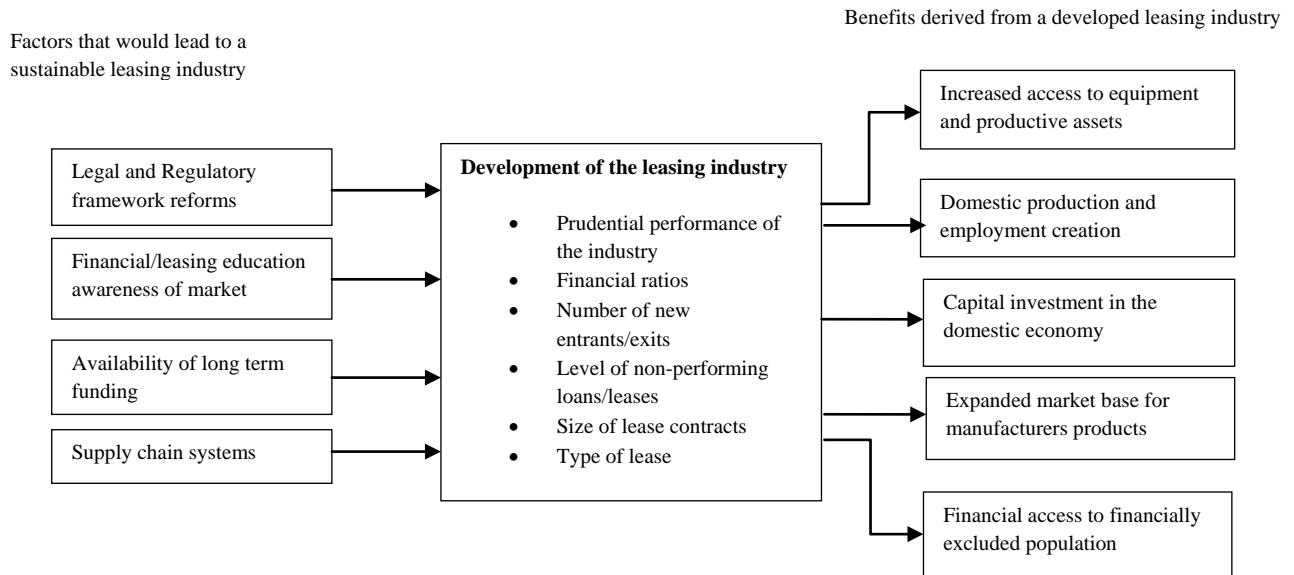 Factors that would lead to a
sustainable leasing industry
Legal and Regulatory
framework reforms
Financial/leasing education
awareness of market
Availability of long term
funding
Supply chain systems
Development of the leasing industry
• Prudential performance of
the industry
• Financial ratios
• Number of new
entrants/exits
• Level of non-performing
loans/leases
• Size of lease contracts
• Type of lease
Benefits derived from a developed leasing industry
Increased access to equipment
and productive assets
Domestic production and
employment creation
Capital investment in the
domestic economy
Expanded market base for
manufacturers products
Financial access to financially
excluded population